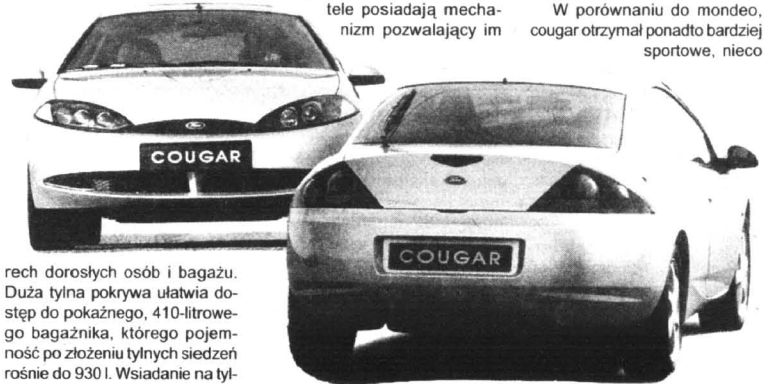 tele posiadają mecha-
nizm pozwalający im
W porównaniu do mondeo,
cougar otrzymał ponadto bardziej
sportowe, nieco
COUGAR
COUGAR
rech dorosłych osób i bagażu.
Duża tylna pokrywa ułatwia do-
stęp do pokaźnego, 410-litrowe-
go bagażnika, którego pojem-
ność po złożeniu tylnych siedzeń
rośnie do 930 l. Wsiadanie na tyl-